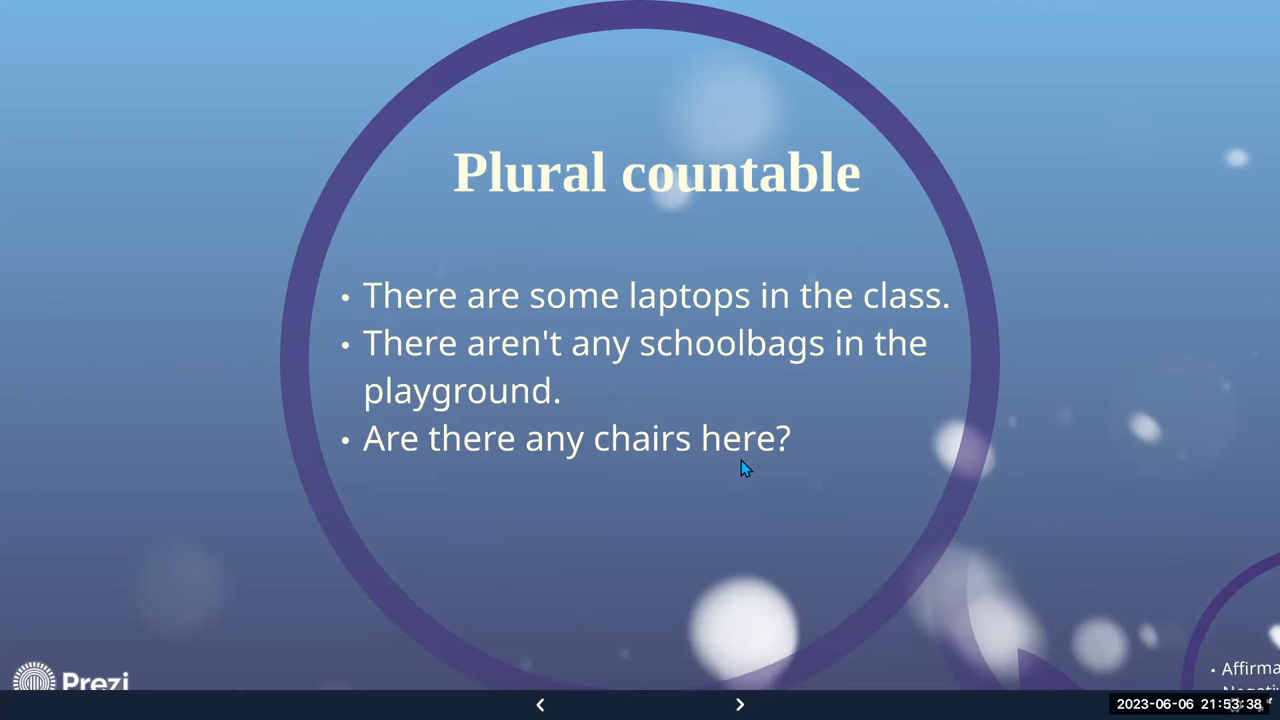 Plural countable
• There are some laptops in the class.
• There aren't any schoolbags in the
playground.
• Are there any chairs here?
Prezi
• Affirma
2023-06-06 21:53:38